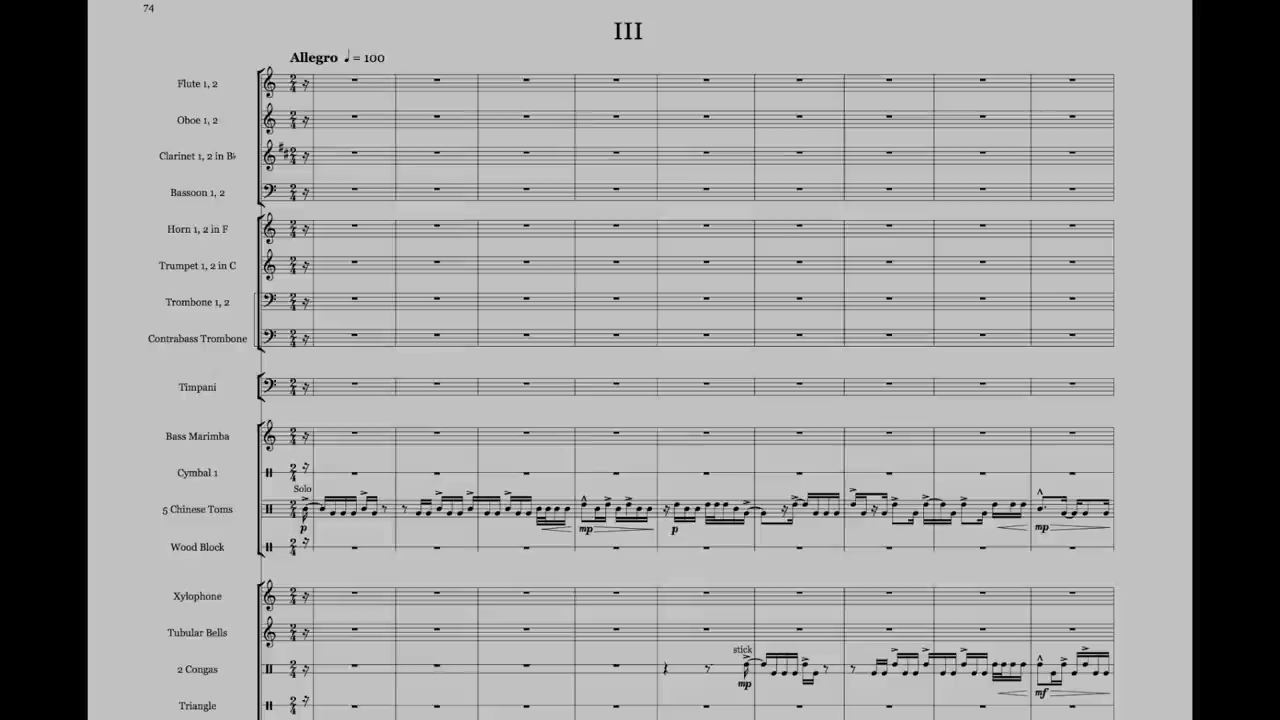 74
III
Allegro ♩ = 100
Flute 1, 2
Oboe 1, 2
Clarinet 1, 2 in B♭
Bassoon 1, 2
Horn 1, 2 in F
Trumpet 1, 2 in C
Trombone 1, 2
Contrabass Trombone
Timpani
Bass Marimba
Cymbal 1
Solo
5 Chinese Toms
p mp p mp
Wood Block
Xylophone
Tubular Bells
stick
2 Congas
mp mf
Triangle